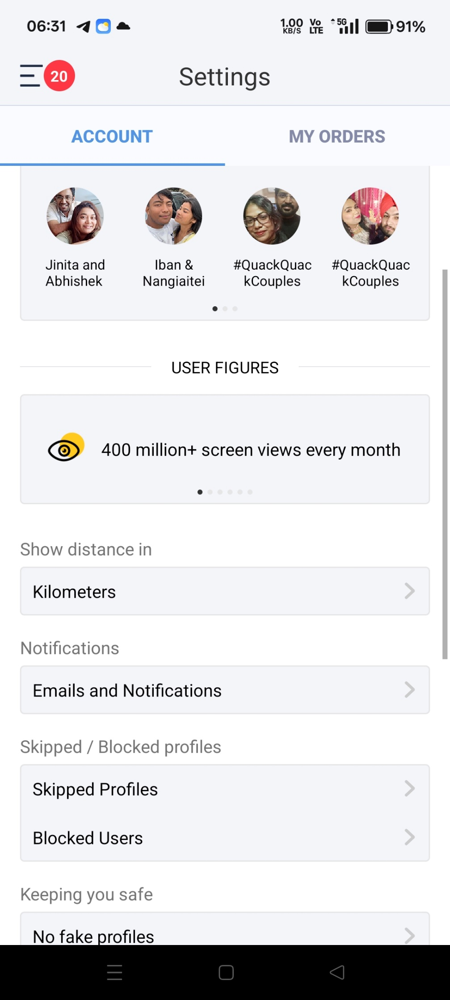 06:31
1.00 KB/S Vo LTE 5G 91%
20
Settings
ACCOUNT MY ORDERS
Jinita and
Abhishek
Iban &
Nangiaitei
#QuackQuac
kCouples
#QuackQuac
kCouples
USER FIGURES
400 million+ screen views every month
Show distance in
Kilometers
Notifications
Emails and Notifications
Skipped / Blocked profiles
Skipped Profiles
Blocked Users
Keeping you safe
No fake profiles